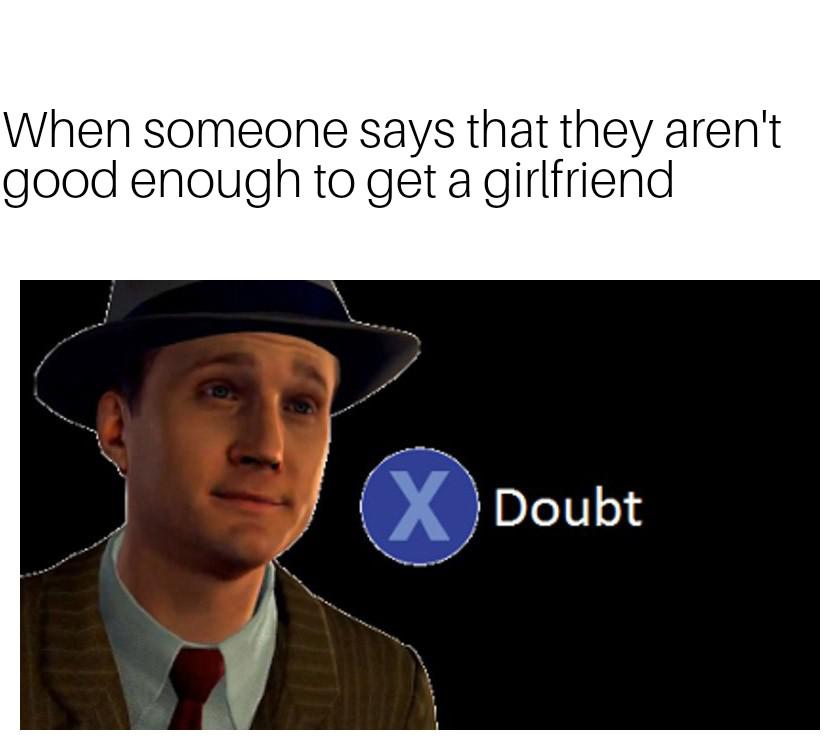 When someone says that they aren't
good enough to get a girlfriend
X Doubt